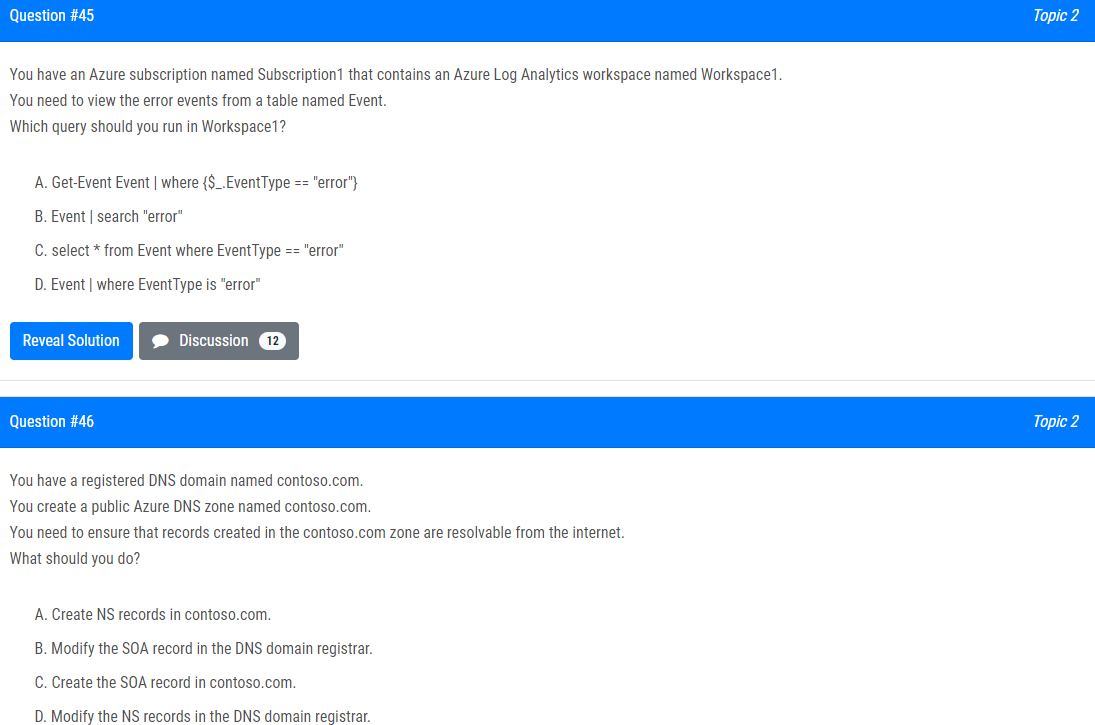 Question #45
Topic 2
You have an Azure subscription named Subscription1 that contains an Azure Log Analytics workspace named Workspace1.
You need to view the error events from a table named Event.
Which query should you run in Workspace1?
A. Get-Event Event | where {$_.EventType == "error"}
B. Event | search "error"
C. select * from Event where EventType == "error"
D. Event | where EventType is "error"
Reveal Solution
Discussion 12
Question #46
Topic 2
You have a registered DNS domain named contoso.com.
You create a public Azure DNS zone named contoso.com.
You need to ensure that records created in the contoso.com zone are resolvable from the internet.
What should you do?
A. Create NS records in contoso.com.
B. Modify the SOA record in the DNS domain registrar.
C. Create the SOA record in contoso.com.
D. Modify the NS records in the DNS domain registrar.